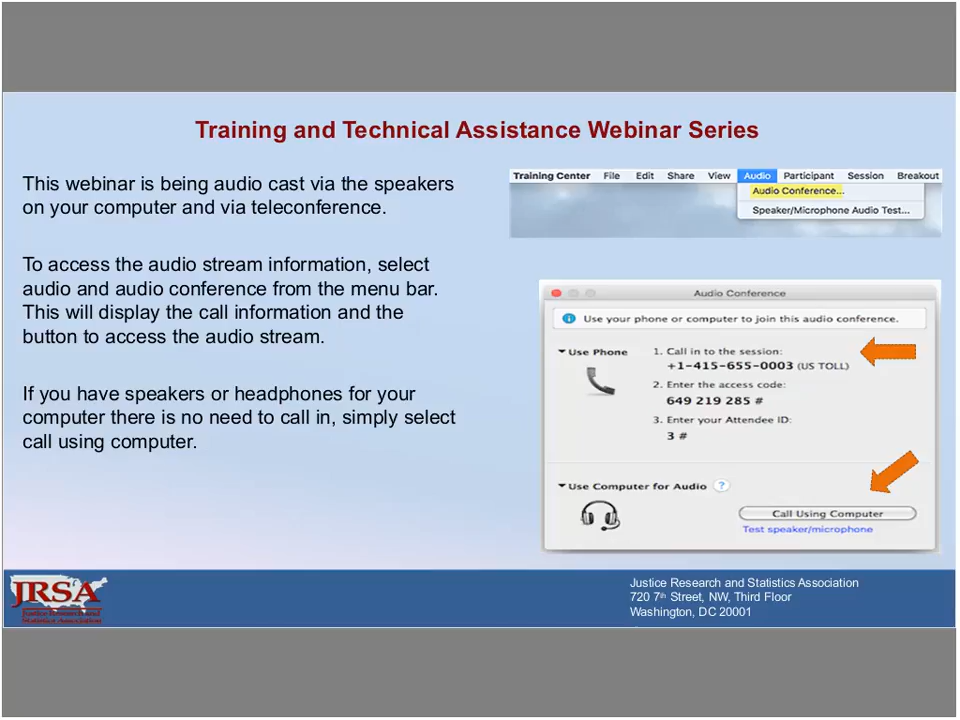 Training and Technical Assistance Webinar Series
This webinar is being audio cast via the speakers
on your computer and via teleconference.
To access the audio stream information, select
audio and audio conference from the menu bar.
This will display the call information and the
button to access the audio stream.
If you have speakers or headphones for your
computer there is no need to call in, simply select
call using computer.
Training Center File Edit Share View Audio Participant Session Breakout
Audio Conference...
Speaker/Microphone Audio Test...
Audio Conference
Use your phone or computer to join this audio conference.
Use Phone
1. Call in to the session:
+1-415-655-0003 (US TOLL)
2. Enter the access code:
649 219 285 #
3. Enter your Attendee ID:
3 #
Use Computer for Audio ?
Call Using Computer
Test speaker/microphone
JRSA
Justice Research and
Statistics Association
Justice Research and Statistics Association
720 7th Street, NW, Third Floor
Washington, DC 20001